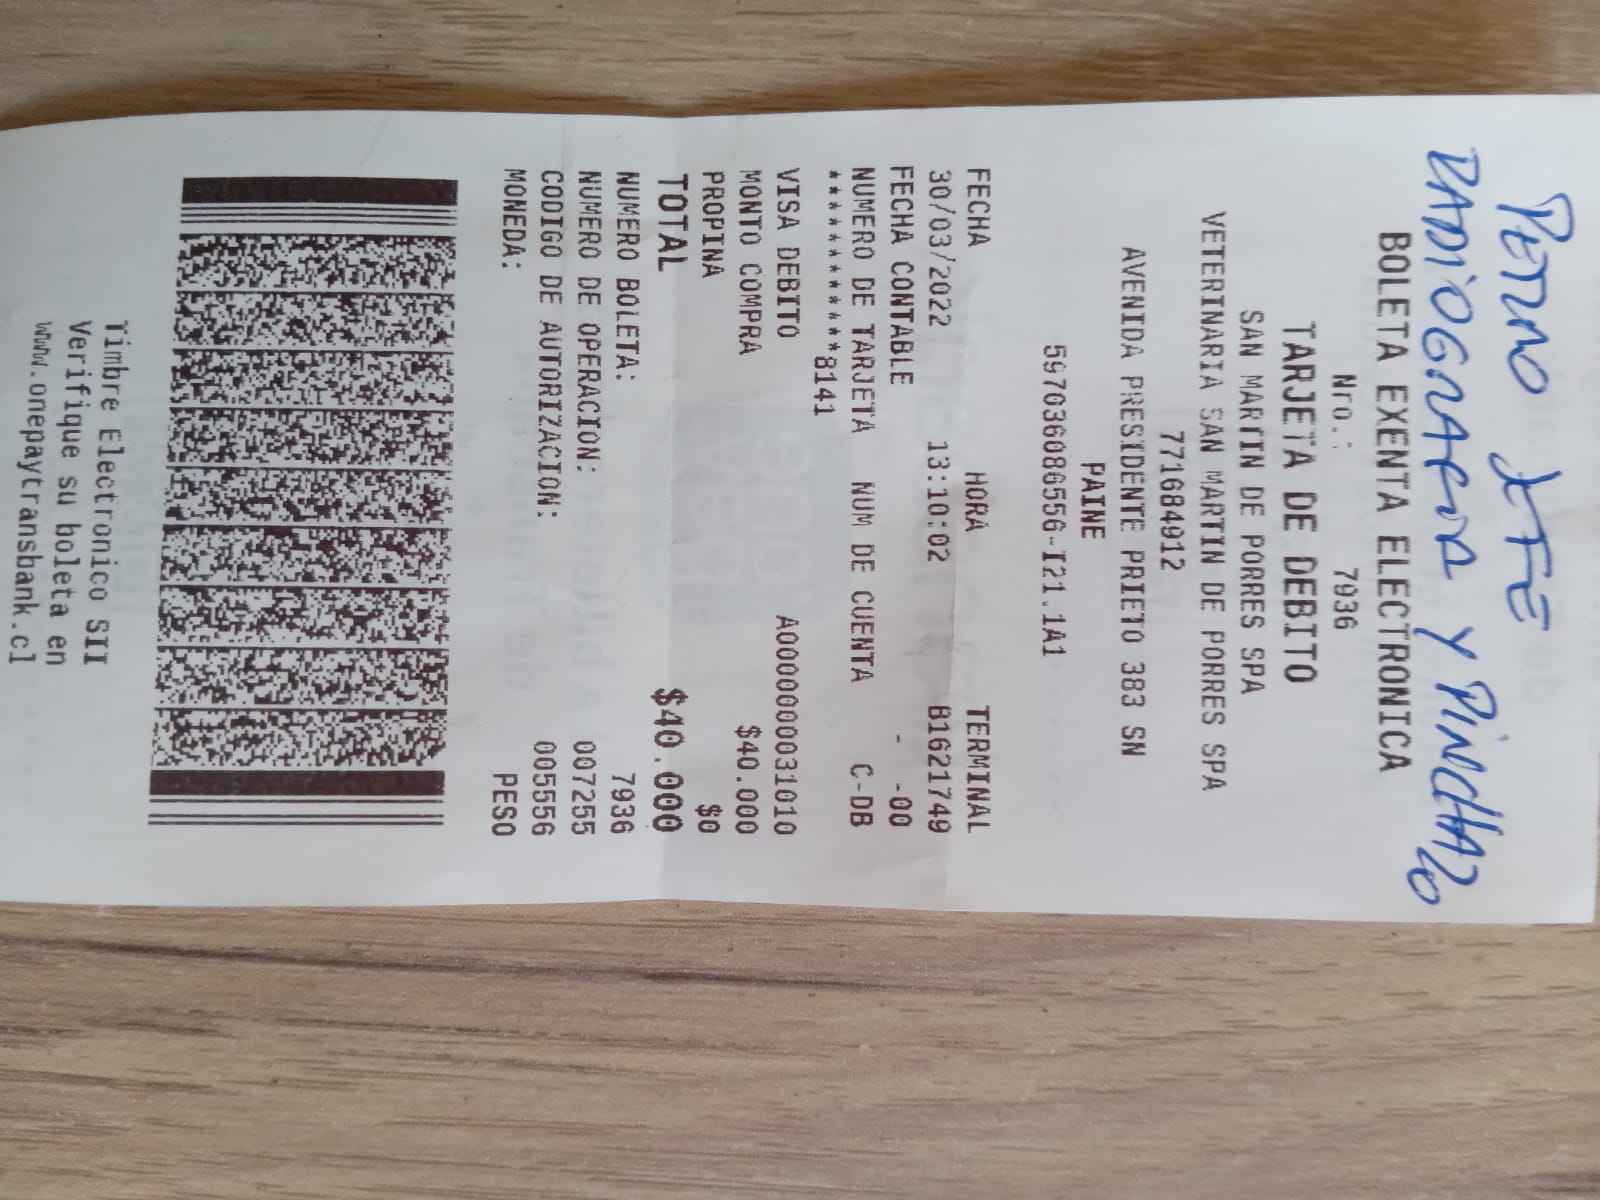 PERRO XFE
RADIOGRAFIA Y PINCHAZO
BOLETA EXENTA ELECTRONICA
Nro.: 7936
TARJETA DE DEBITO
SAN MARTIN DE PORRES SPA
VETERINARIA SAN MARTIN DE PORRES SPA
771684912
AVENIDA PRESIDENTE PRIETO 383 SN
PAINE
597036086556-I21.1A1
FECHA HORA TERMINAL
30/03/2022 13:10:02 B1621749
FECHA CONTABLE - -00
NUMERO DE TARJETA NUM DE CUENTA C-DB
************8141
VISA DEBITO A0000000031010
MONTO COMPRA $40.000
PROPINA $0
TOTAL $40.000
NUMERO BOLETA: 7936
NUMERO DE OPERACION: 007255
CODIGO DE AUTORIZACION: 005556
MONEDA: PESO
Timbre Electronico SII
Verifique su boleta en
www.onepaytransbank.cl